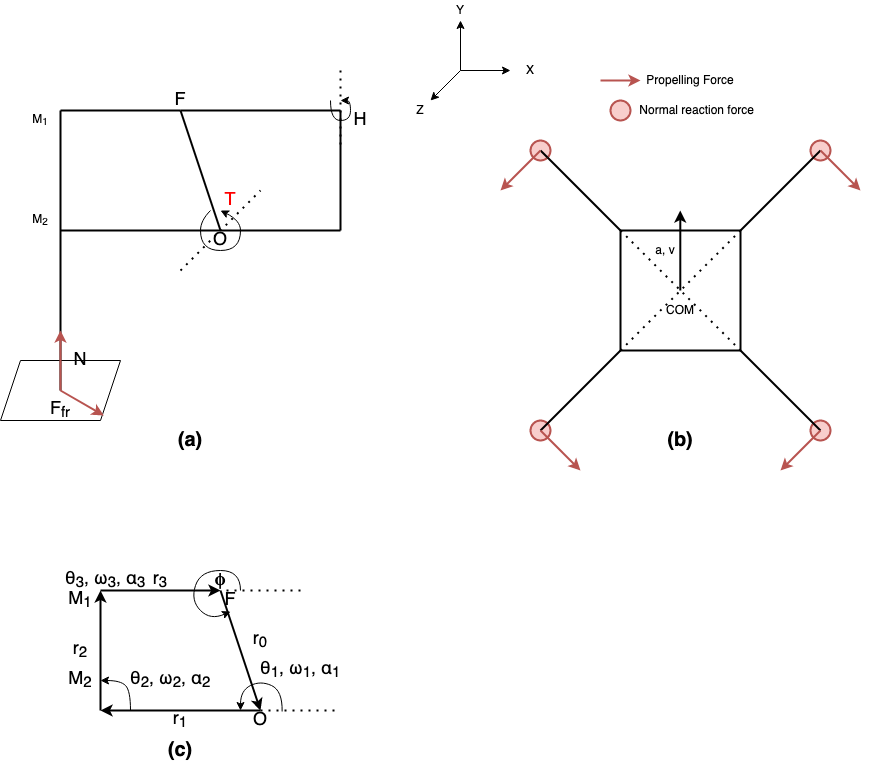 Y
X
Z
Propelling Force
Normal reaction force
F
M1
H
M2
T
O
N
Ffr
(a)
a, v
COM
(b)
θ3, ω3, α3 r3
ϕ
M1
F
r2
r0
θ1, ω1, α1
M2
θ2, ω2, α2
r1
O
(c)